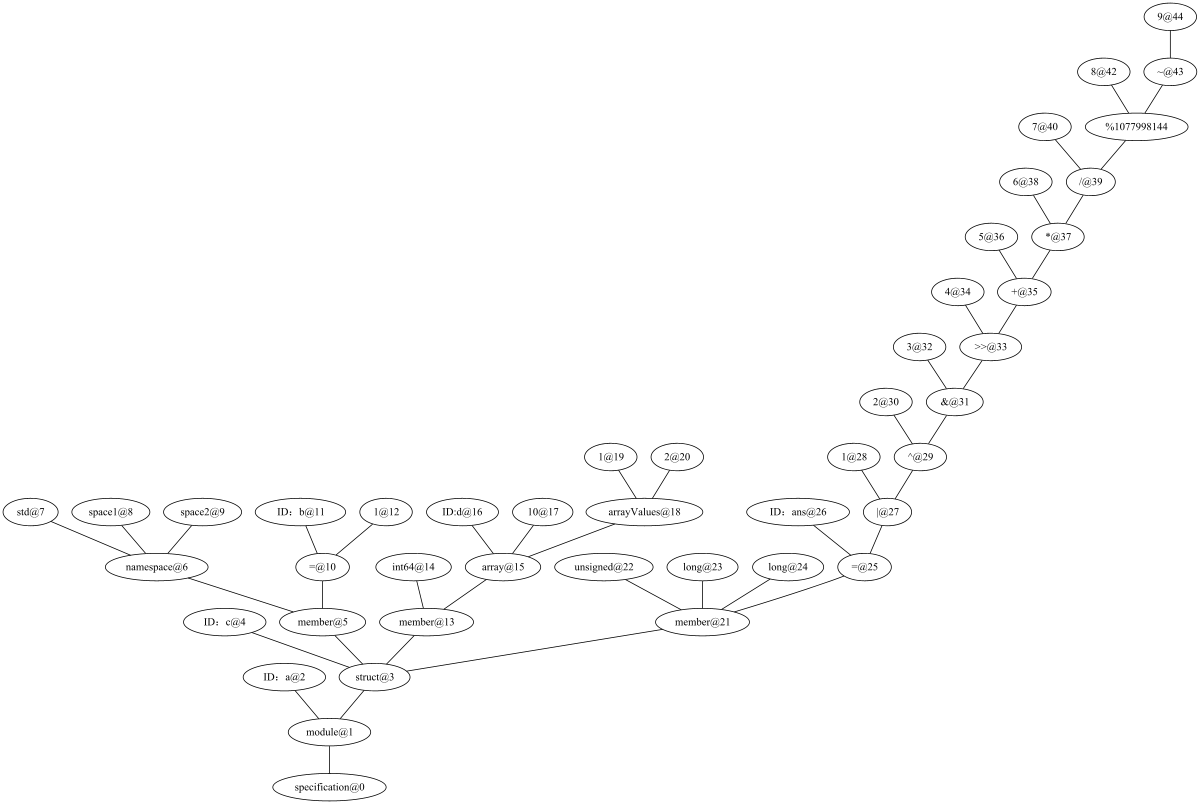 9@44
8@42
~@43
7@40
%1077998144
6@38
/@39
5@36
*@37
4@34
+@35
3@32
>>@33
2@30
&@31
1@19
2@20
1@28
^@29
std@7
space1@8
space2@9
ID：b@11
1@12
ID:d@16
10@17
arrayValues@18
ID：ans@26
|@27
namespace@6
=@10
int64@14
array@15
unsigned@22
long@23
long@24
=@25
ID：c@4
member@5
member@13
member@21
ID：a@2
struct@3
module@1
specification@0